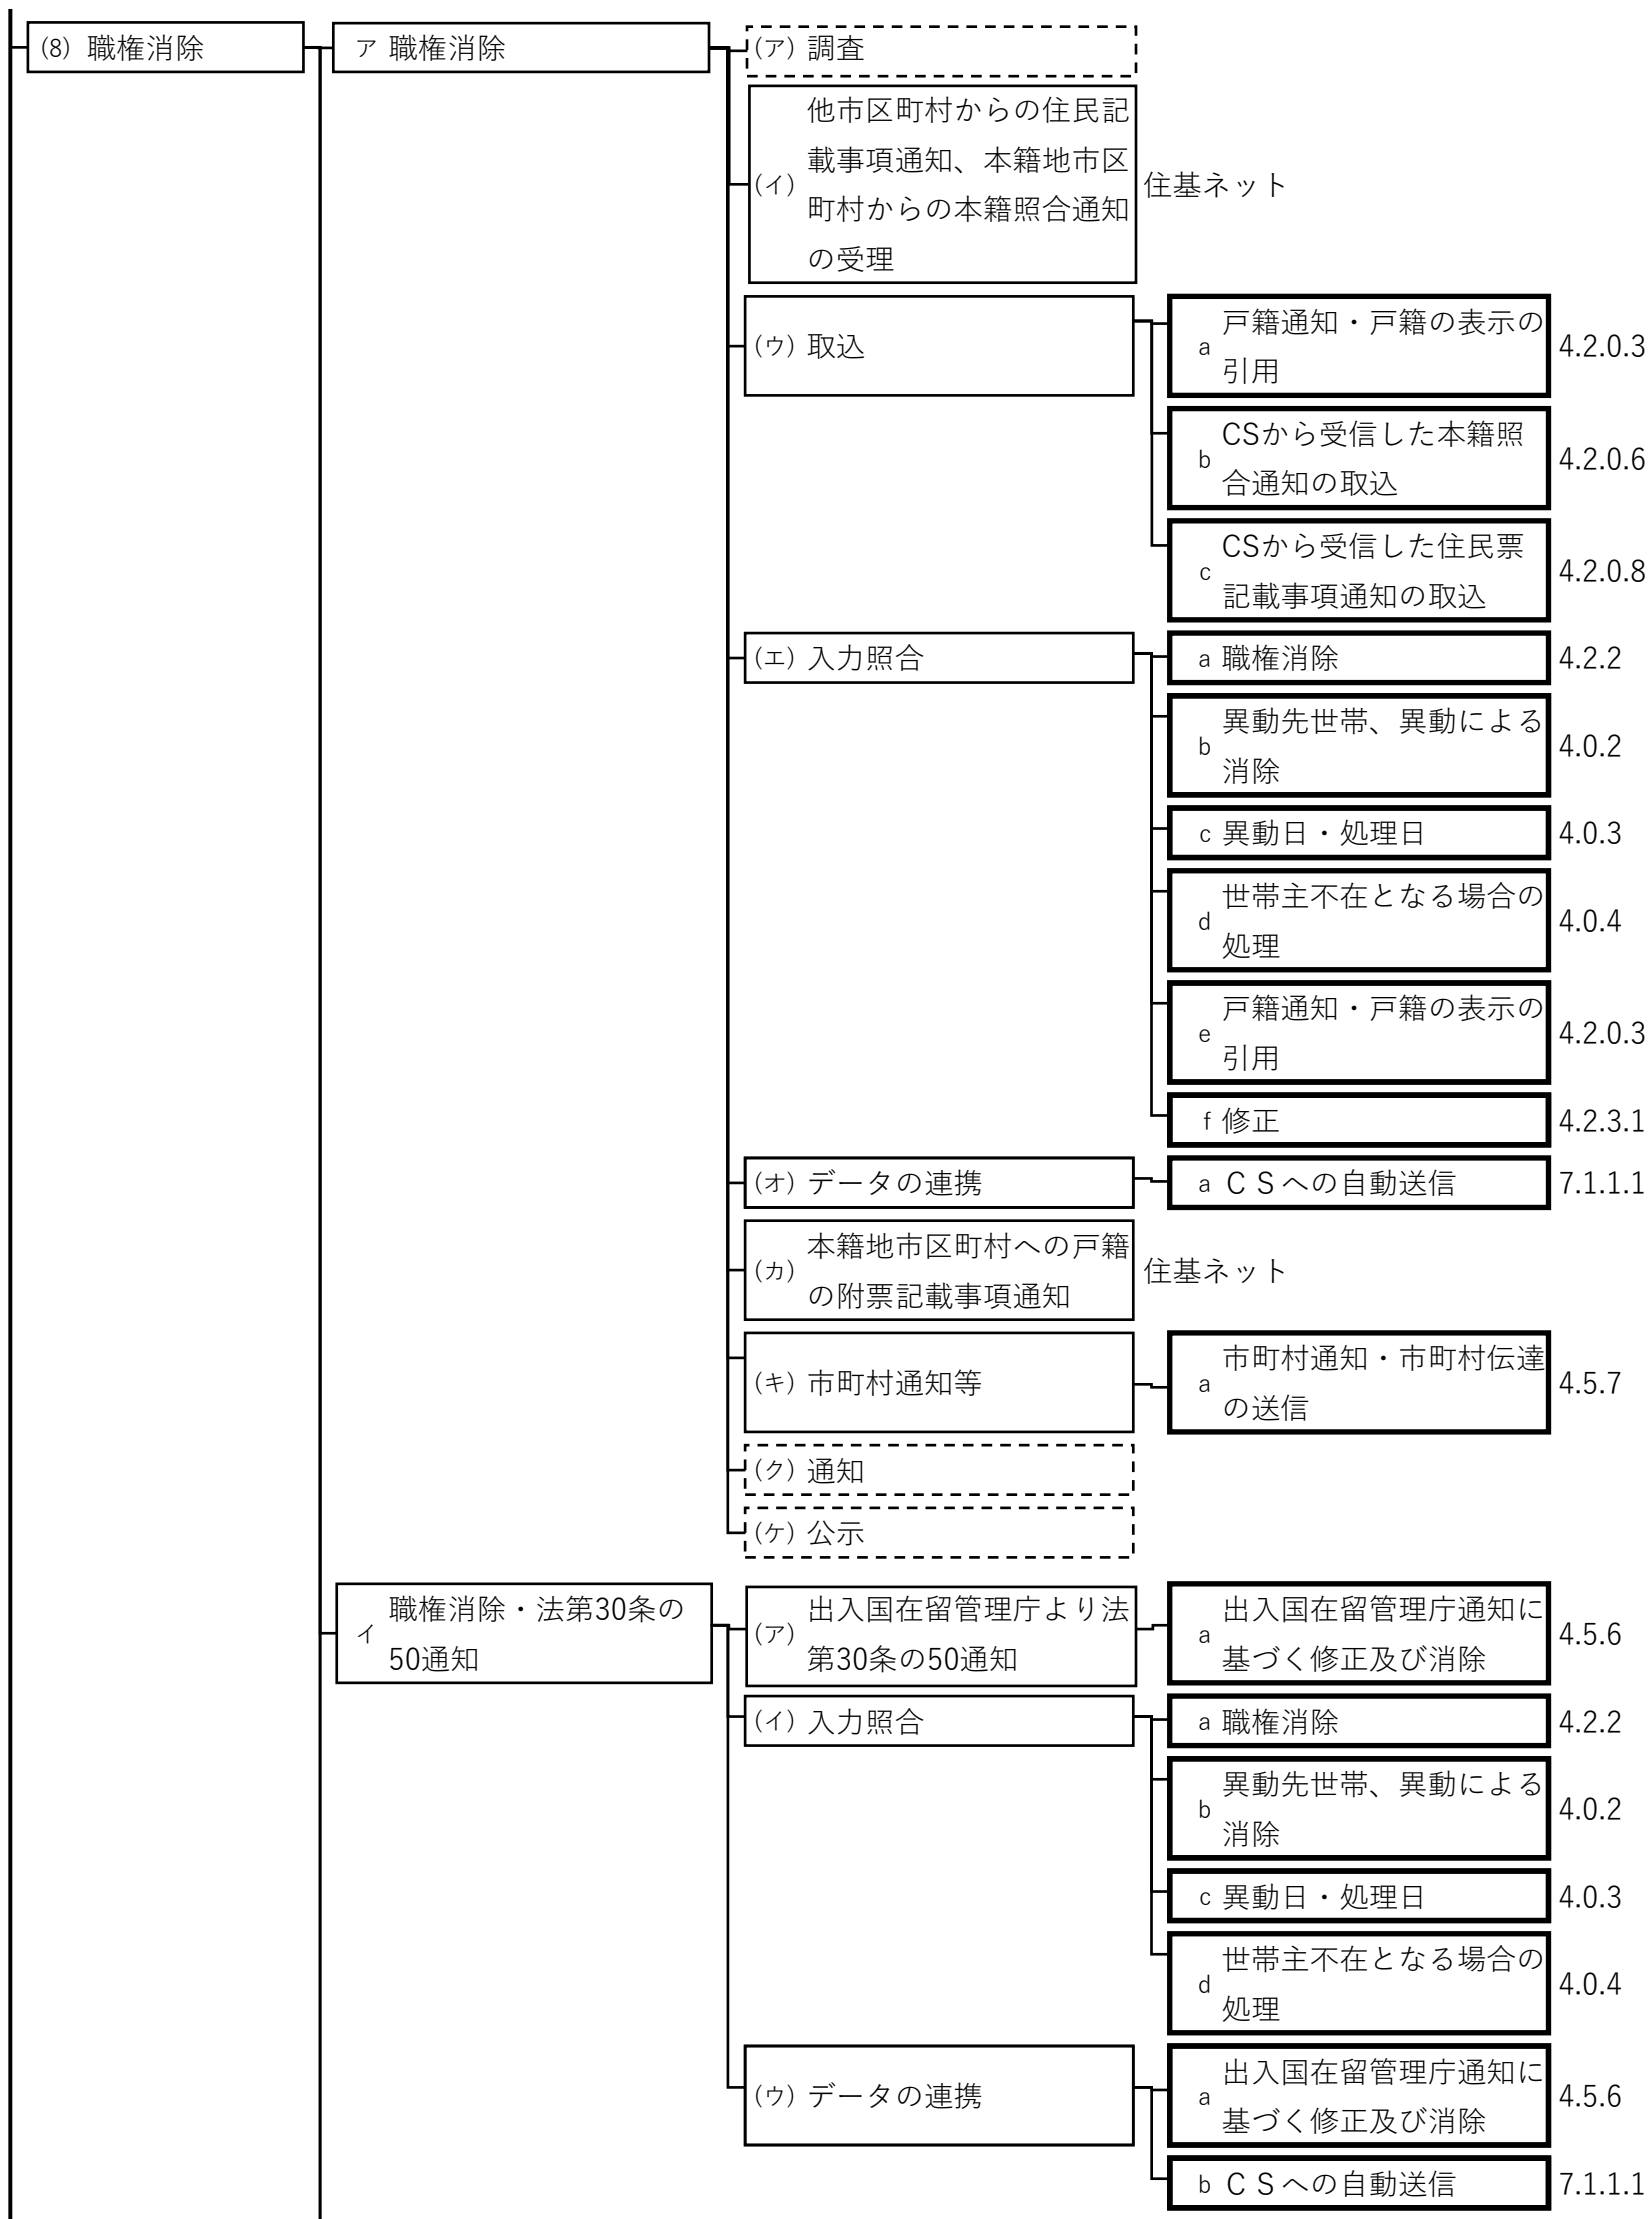 (8) 職権消除
ア 職権消除
(ア) 調査
(イ) 他市区町村からの住民記
載事項通知、本籍地市区
町村からの本籍照合通知
の受理
住基ネット
(ウ) 取込
a 戸籍通知・戸籍の表示の
引用
4.2.0.3
b CSから受信した本籍照
合通知の取込
4.2.0.6
c CSから受信した住民票
記載事項通知の取込
4.2.0.8
(エ) 入力照合
a 職権消除
4.2.2
b 異動先世帯、異動による
消除
4.0.2
c 異動日・処理日
4.0.3
d 世帯主不在となる場合の
処理
4.0.4
e 戸籍通知・戸籍の表示の
引用
4.2.0.3
f 修正
4.2.3.1
(オ) データの連携
a ＣＳへの自動送信
7.1.1.1
(カ) 本籍地市区町村への戸籍
の附票記載事項通知
住基ネット
(キ) 市町村通知等
a 市町村通知・市町村伝達
の送信
4.5.7
(ク) 通知
(ケ) 公示
イ 職権消除・法第30条の
50通知
(ア) 出入国在留管理庁より法
第30条の50通知
a 出入国在留管理庁通知に
基づく修正及び消除
4.5.6
(イ) 入力照合
a 職権消除
4.2.2
b 異動先世帯、異動による
消除
4.0.2
c 異動日・処理日
4.0.3
d 世帯主不在となる場合の
処理
4.0.4
(ウ) データの連携
a 出入国在留管理庁通知に
基づく修正及び消除
4.5.6
b ＣＳへの自動送信
7.1.1.1